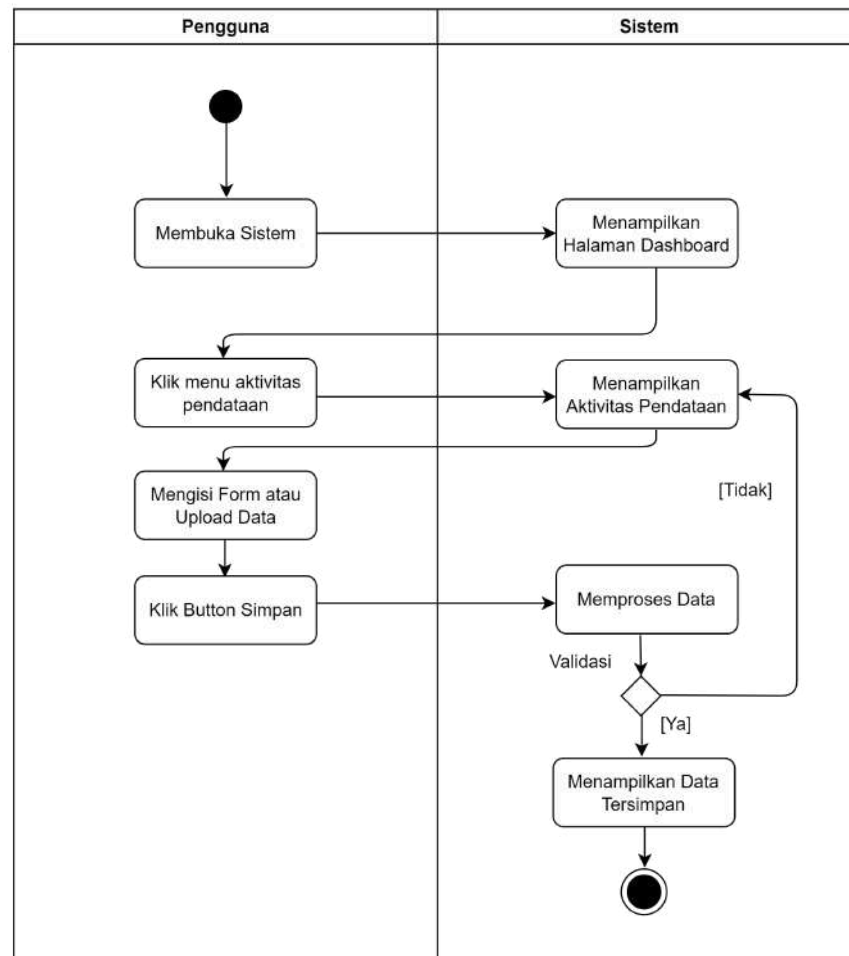 Pengguna
Sistem
Membuka Sistem
Menampilkan
Halaman Dashboard
Klik menu aktivitas
pendataan
Menampilkan
Aktivitas Pendataan
Mengisi Form atau
Upload Data
[Tidak]
Klik Button Simpan
Memproses Data
Validasi
[Ya]
Menampilkan Data
Tersimpan